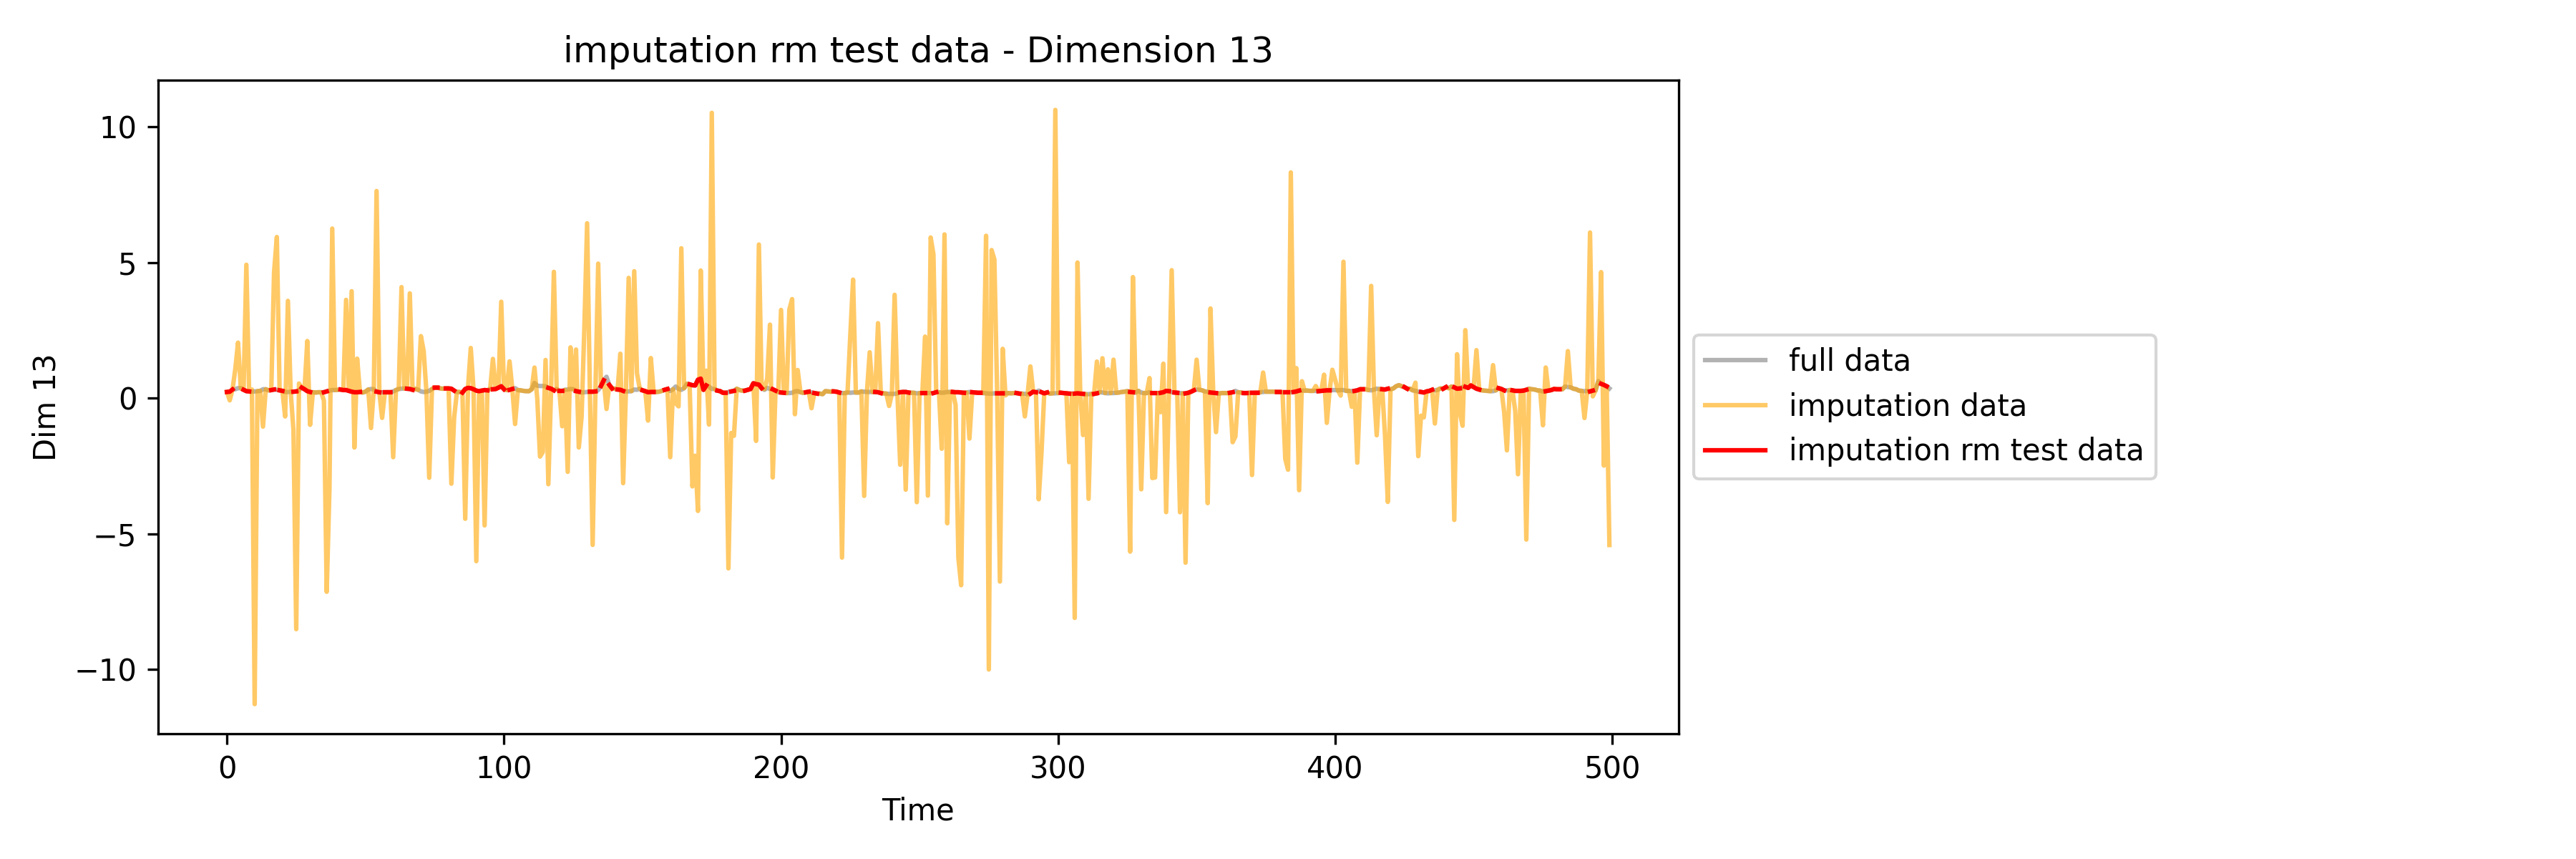 imputation rm test data - Dimension 13
10
5
0
−5
−10
Dim 13
0 100 200 300 400 500
Time
full data
imputation data
imputation rm test data